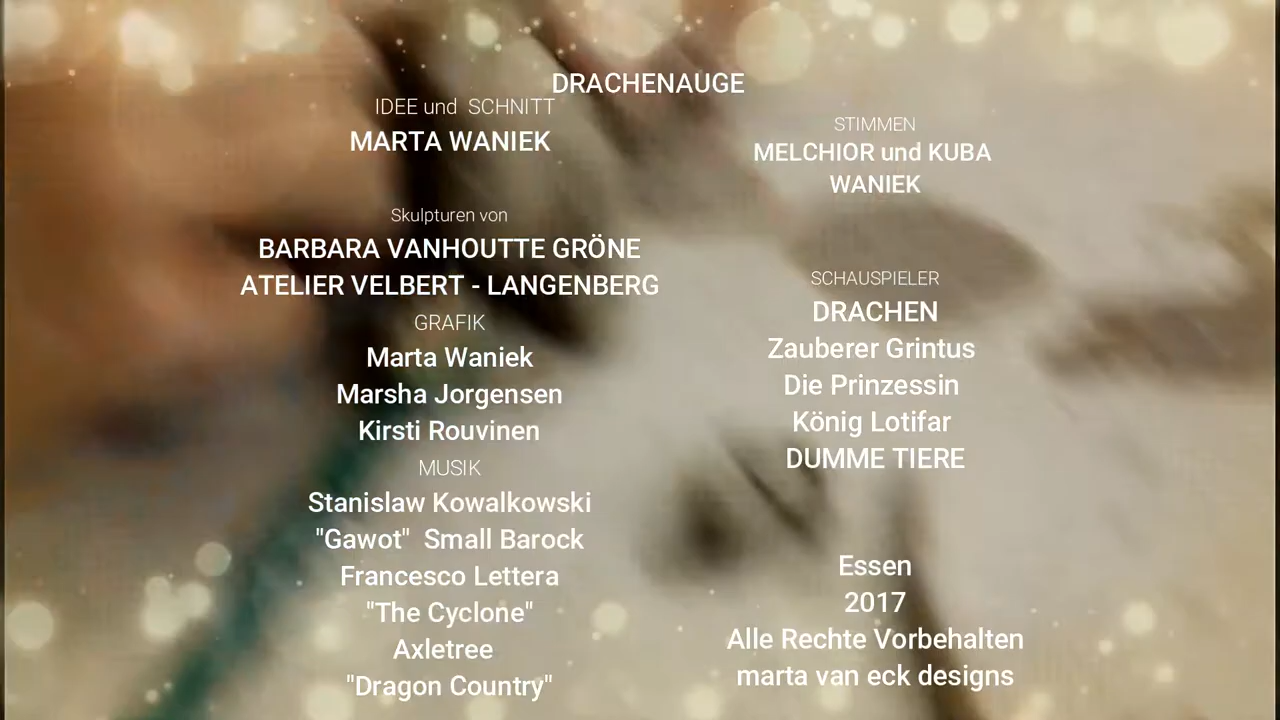 DRACHENAUGE
IDEE und SCHNITT
MARTA WANIEK
Skulpturen von
BARBARA VANHOUTTE GRÖNE
ATELIER VELBERT - LANGENBERG
GRAFIK
Marta Waniek
Marsha Jorgensen
Kirsti Rouvinen
MUSIK
Stanislaw Kowalkowski
"Gawot" Small Barock
Francesco Lettera
"The Cyclone"
Axletree
"Dragon Country"
STIMMEN
MELCHIOR und KUBA
WANIEK
SCHAUSPIELER
DRACHEN
Zauberer Grintus
Die Prinzessin
König Lotifar
DUMME TIERE
Essen
2017
Alle Rechte Vorbehalten
marta van eck designs